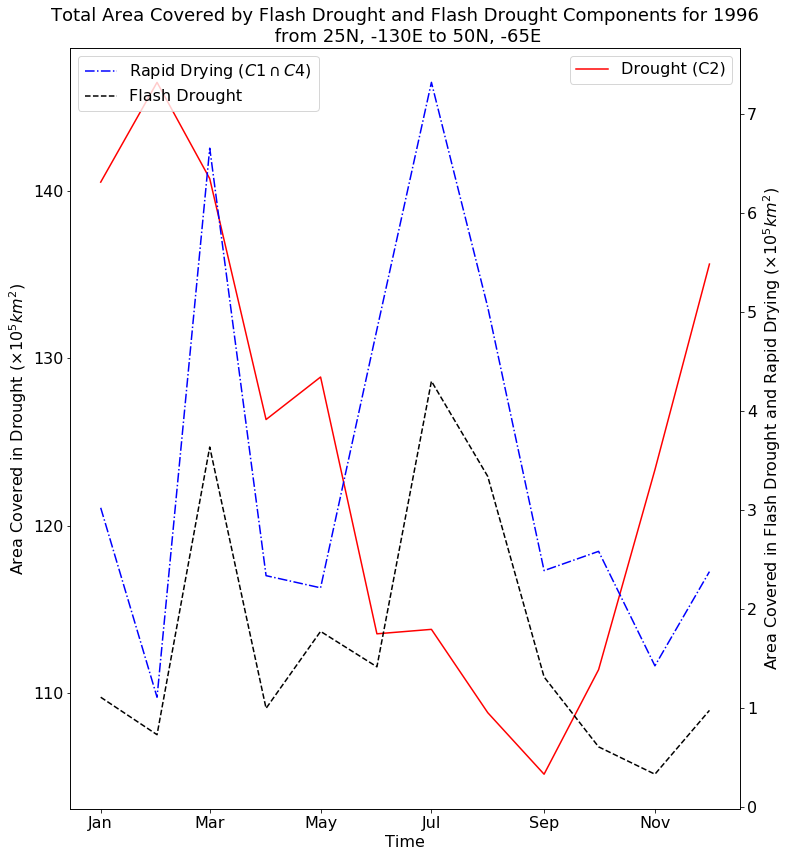 Total Area Covered by Flash Drought and Flash Drought Components for 1996
from 25N, -130E to 50N, -65E
Rapid Drying (C1 ∩ C4)
Flash Drought
Drought (C2)
Area Covered in Drought (×10⁵km²)
140
130
120
110
7
6
5
4
3
2
1
0
Area Covered in Flash Drought and Rapid Drying (×10⁵km²)
Jan
Mar
May
Jul
Sep
Nov
Time